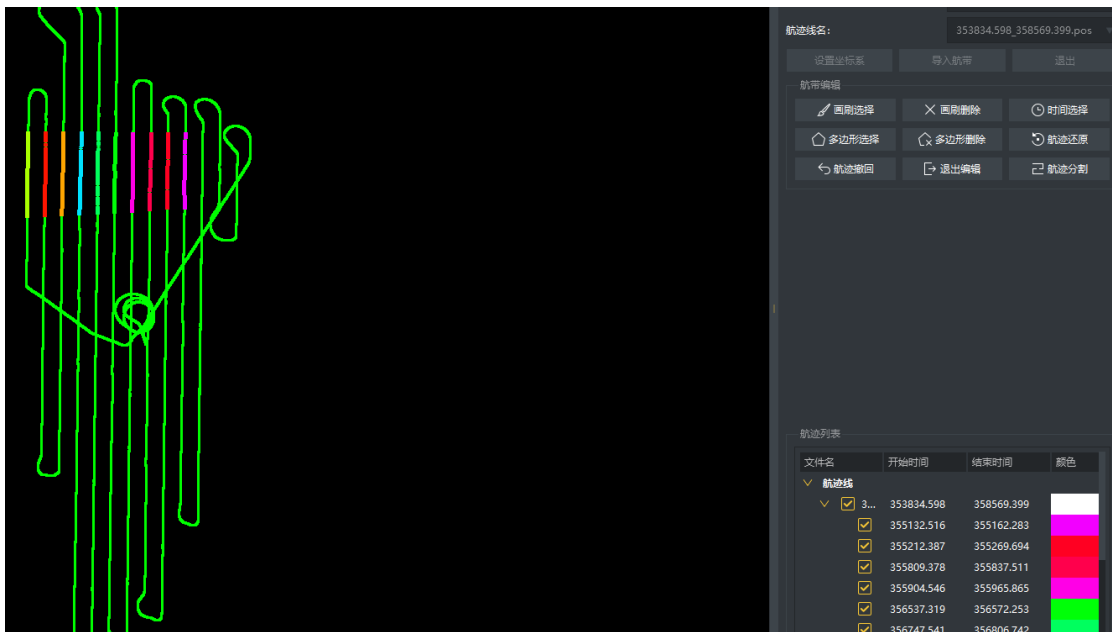 航迹线名: 353834.598_358569.399.pos
设置坐标系 导入航带 退出
航带编辑
画刷选择 画刷删除 时间选择
多边形选择 多边形删除 航迹还原
航迹撤回 退出编辑 航迹分割
航迹列表
文件名 开始时间 结束时间 颜色
航迹线
3... 353834.598 358569.399
355132.516 355162.283
355212.387 355269.694
355809.378 355837.511
355904.546 355965.865
356537.319 356572.253
356747.541 356806.742